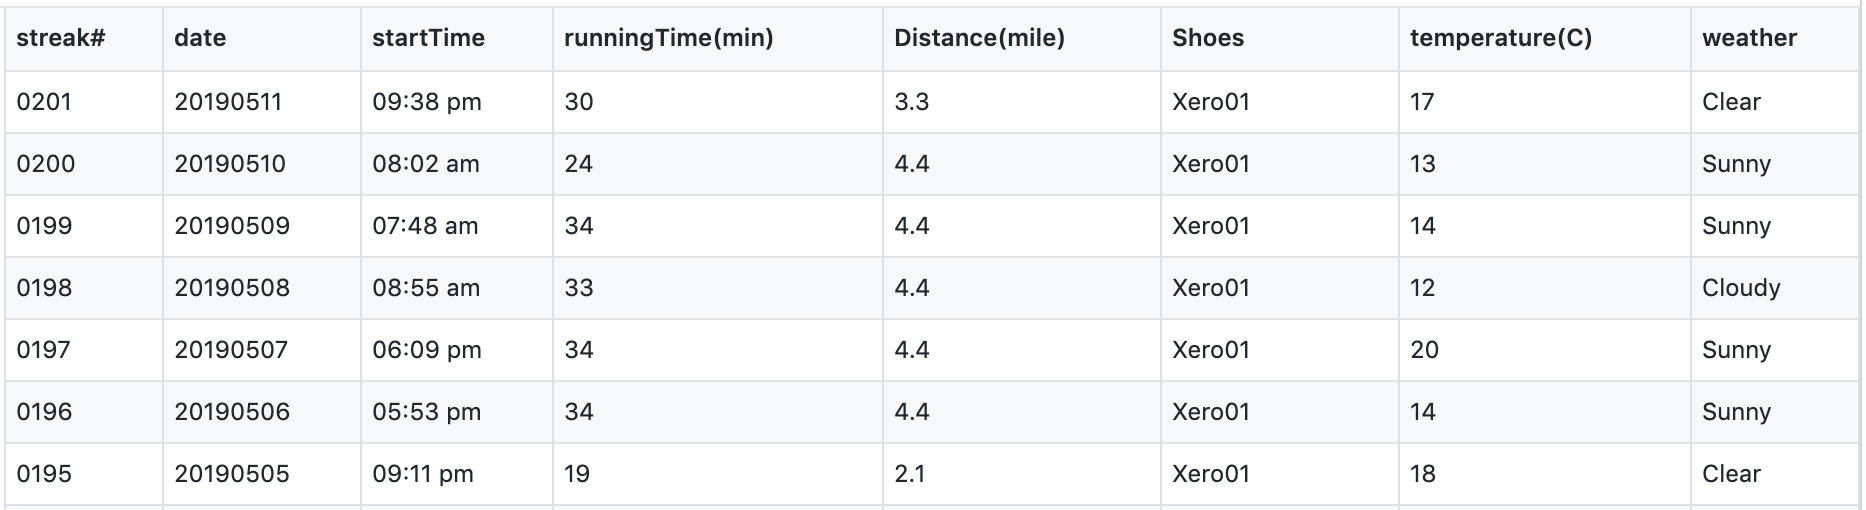 streak# date startTime runningTime(min) Distance(mile) Shoes temperature(C) weather
0201 20190511 09:38 pm 30 3.3 Xero01 17 Clear
0200 20190510 08:02 am 24 4.4 Xero01 13 Sunny
0199 20190509 07:48 am 34 4.4 Xero01 14 Sunny
0198 20190508 08:55 am 33 4.4 Xero01 12 Cloudy
0197 20190507 06:09 pm 34 4.4 Xero01 20 Sunny
0196 20190506 05:53 pm 34 4.4 Xero01 14 Sunny
0195 20190505 09:11 pm 19 2.1 Xero01 18 Clear